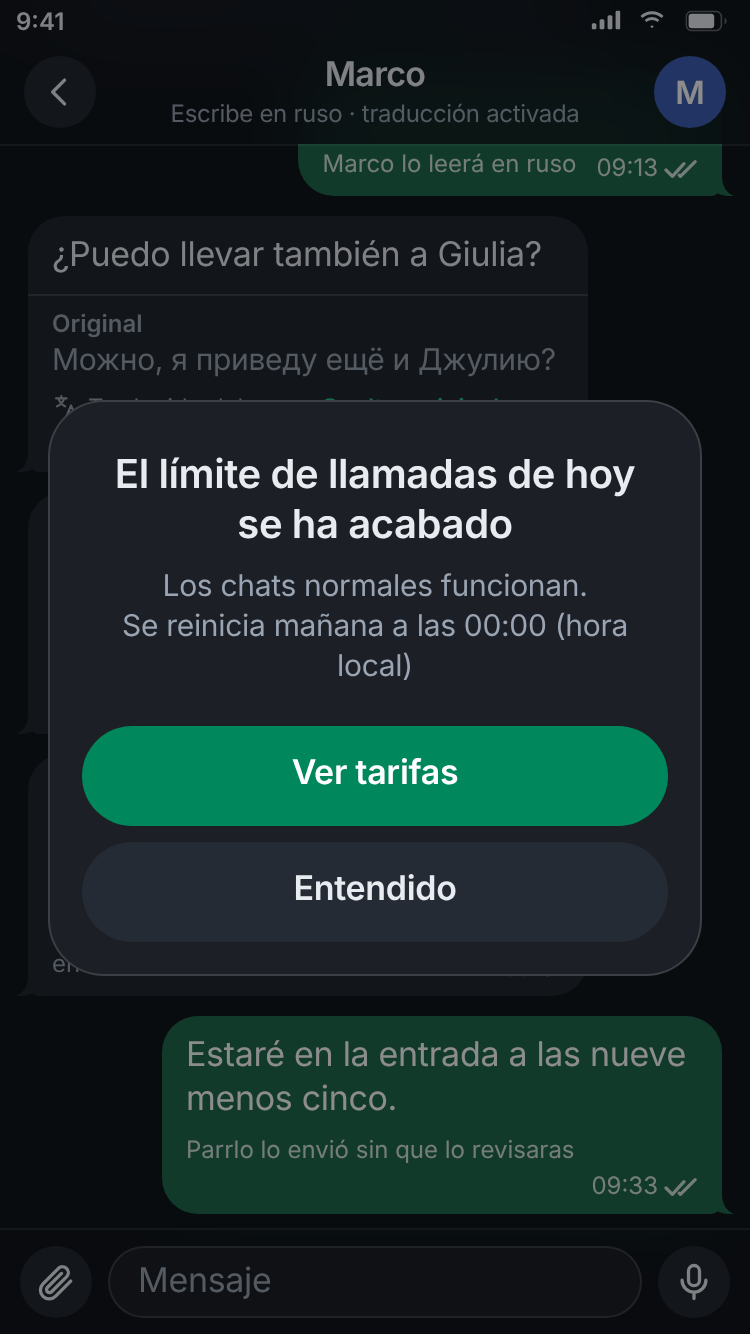 9:41
Marco
M
Escribe en ruso · traducción activada
Marco lo leerá en ruso 09:13
¿Puedo llevar también a Giulia?
Original
Можно, я приведу ещё и Джулию?
El límite de llamadas de hoy
se ha acabado
Los chats normales funcionan.
Se reinicia mañana a las 00:00 (hora
local)
Ver tarifas
Entendido
Estaré en la entrada a las nueve
menos cinco.
Parrlo lo envió sin que lo revisaras
09:33
Mensaje